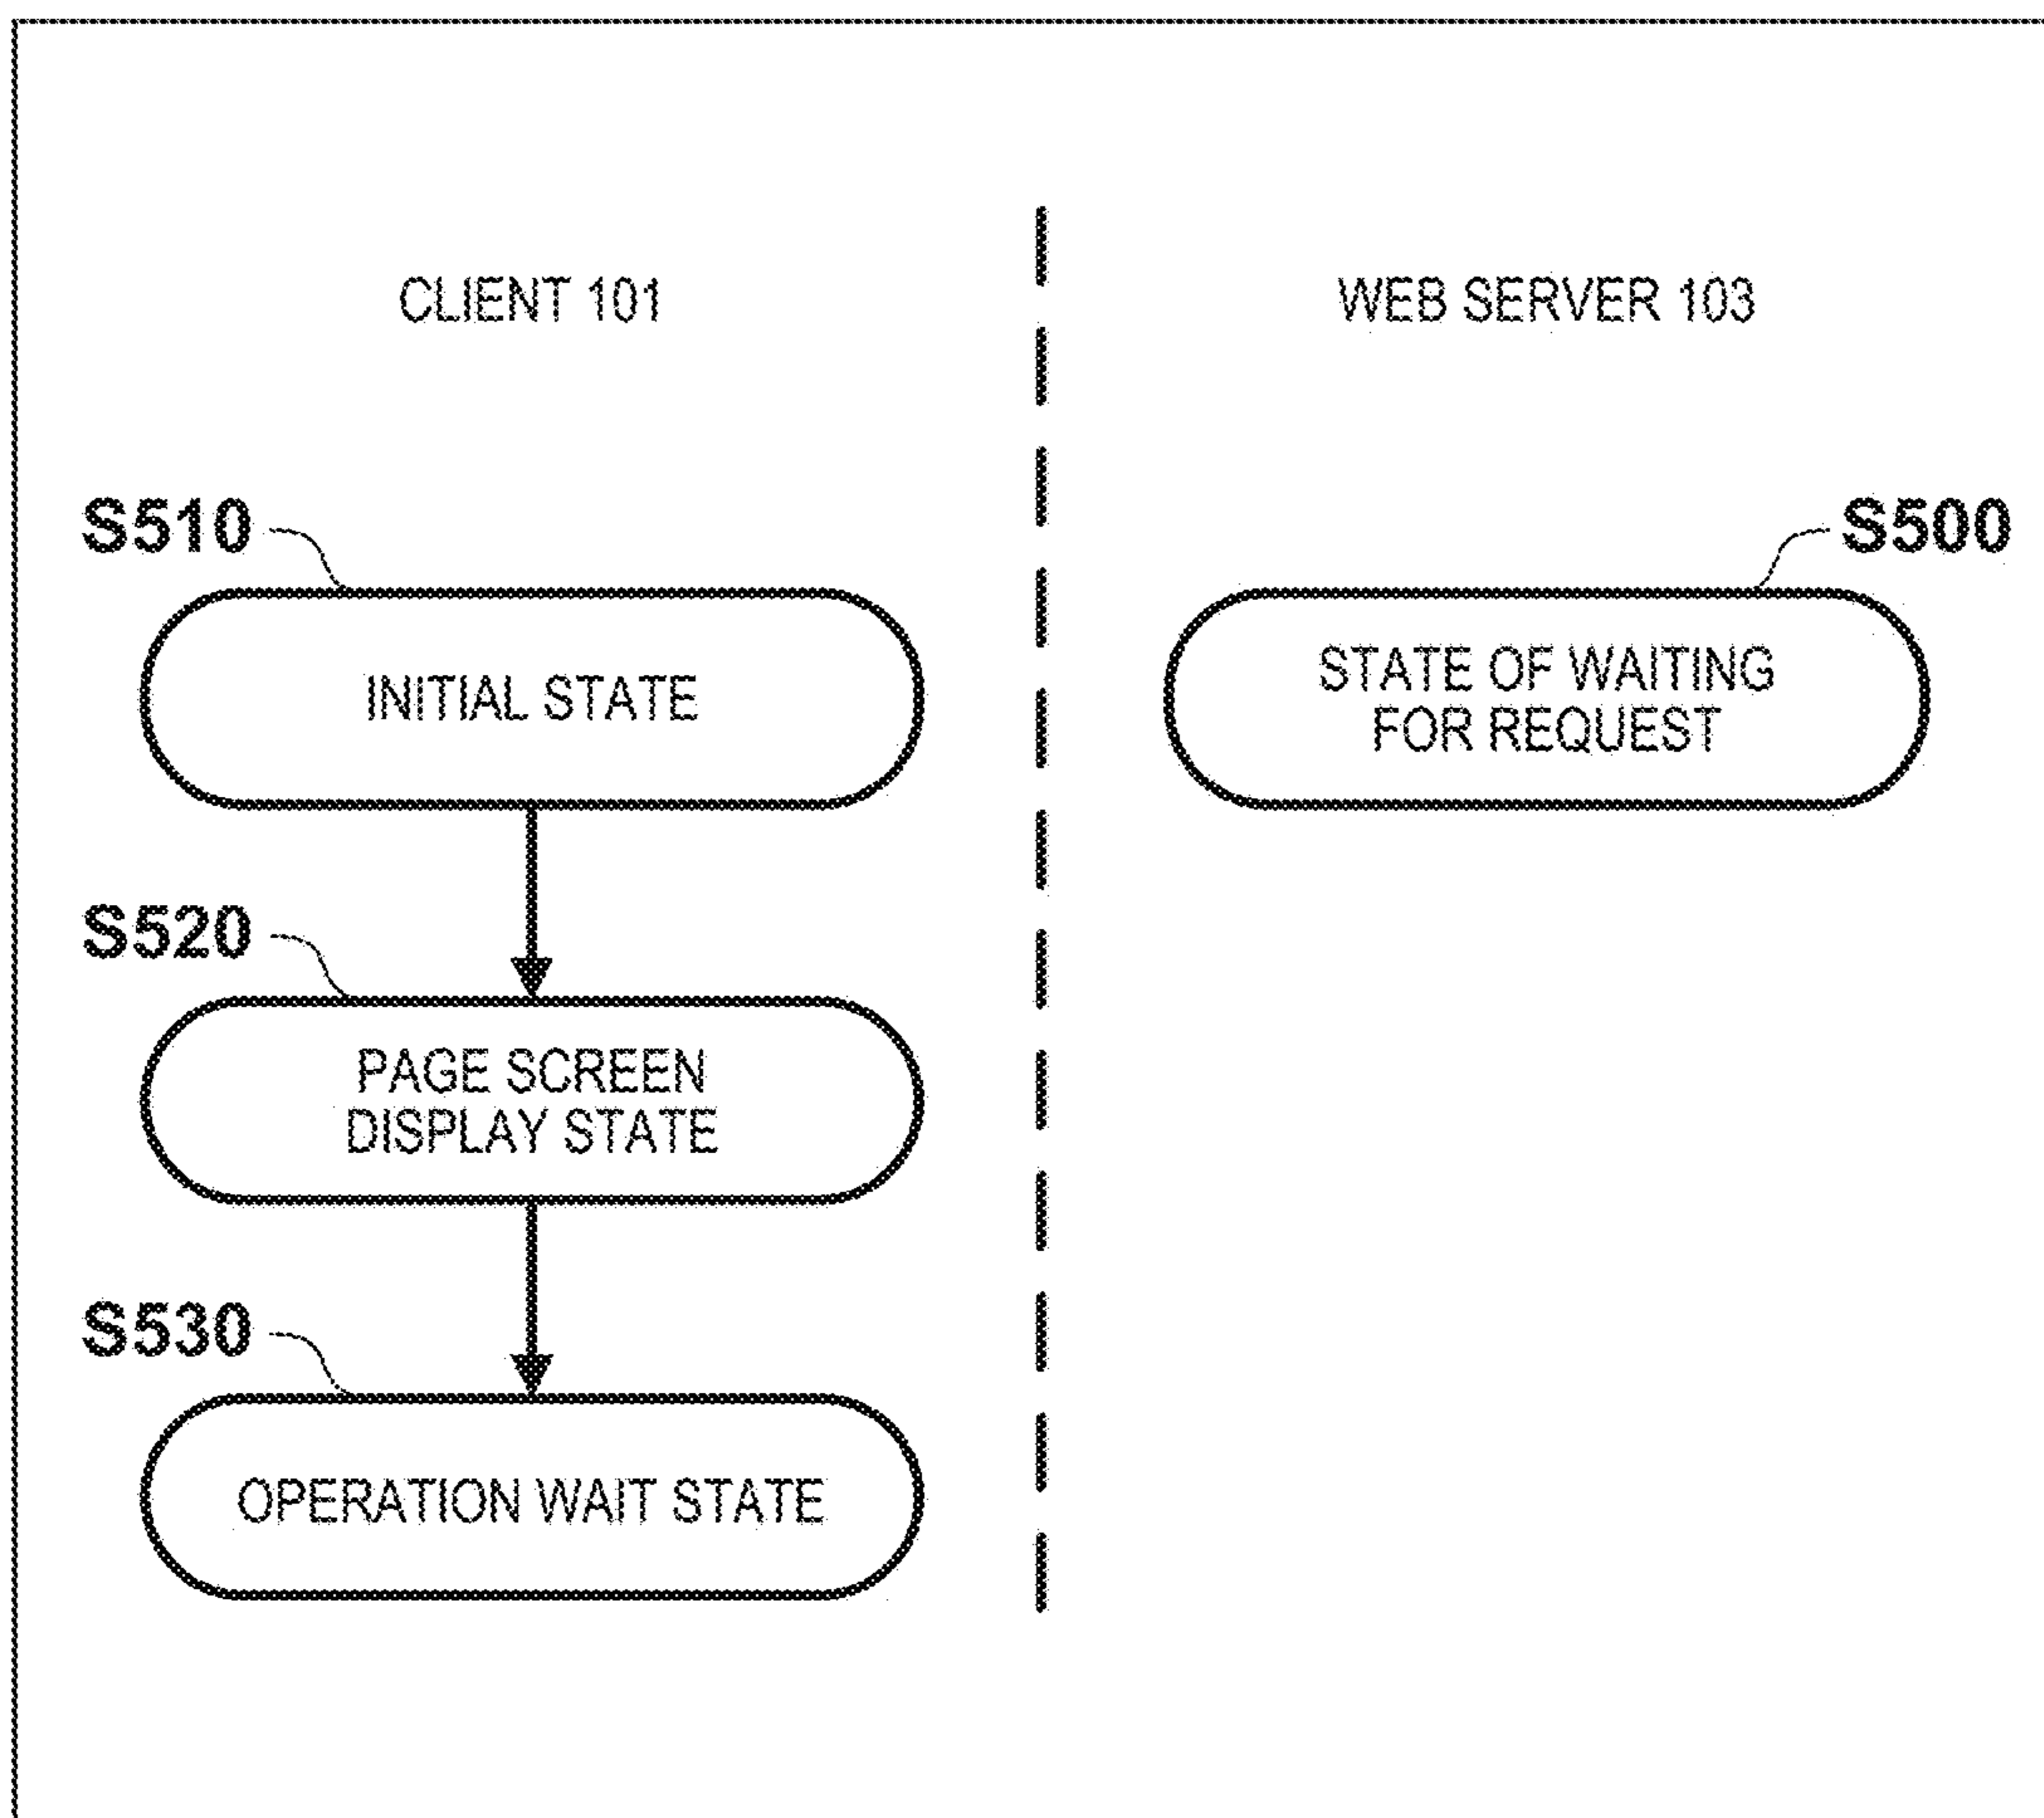 CLIENT 101
WEB SERVER 103
S510
S500
INITIAL STATE
STATE OF WAITING
FOR REQUEST
S520
PAGE SCREEN
DISPLAY STATE
S530
OPERATION WAIT STATE